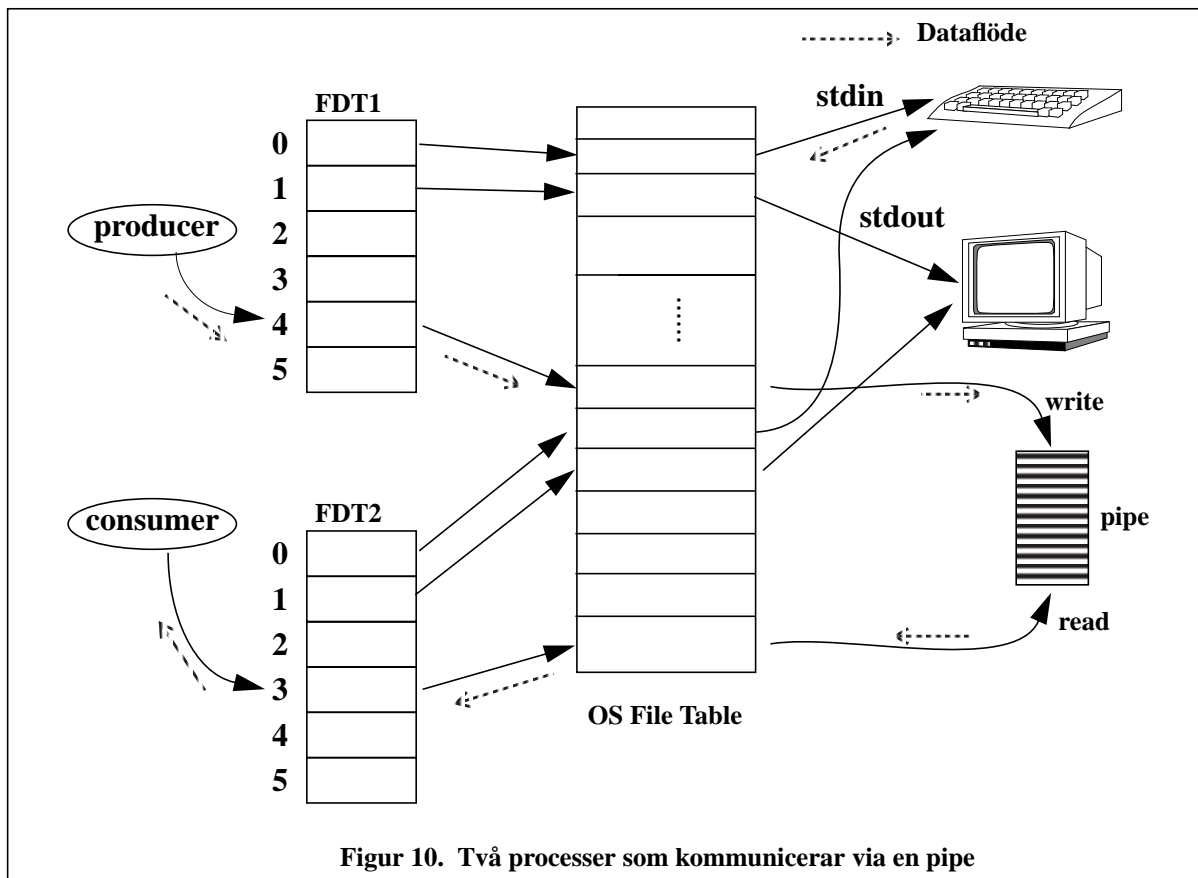 Dataflöde
FDT1
stdin
0
1
producer
2
stdout
3
4
5
write
consumer
FDT2
pipe
0
1
2
read
3
OS File Table
4
5
Figur 10. Två processer som kommunicerar via en pipe